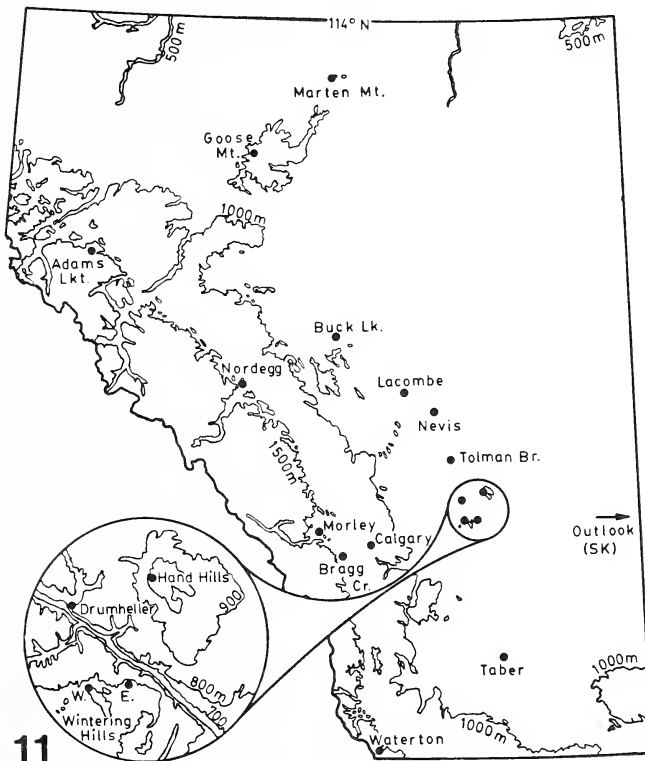 114° N
500m
500m
Marten Mt.
Goose
Mt.
1000m
Adams
Lkt.
Buck Lk.
Nordegg
Lacombe
Nevis
1500m
Tolman Br.
Morley
Calgary
Bragg
Cr.
Outlook
(SK)
Hand Hills
900
Drumheller
800m
700
W.
E.
Wintering
Hills
Taber
1000m
1000m
Waterton
11